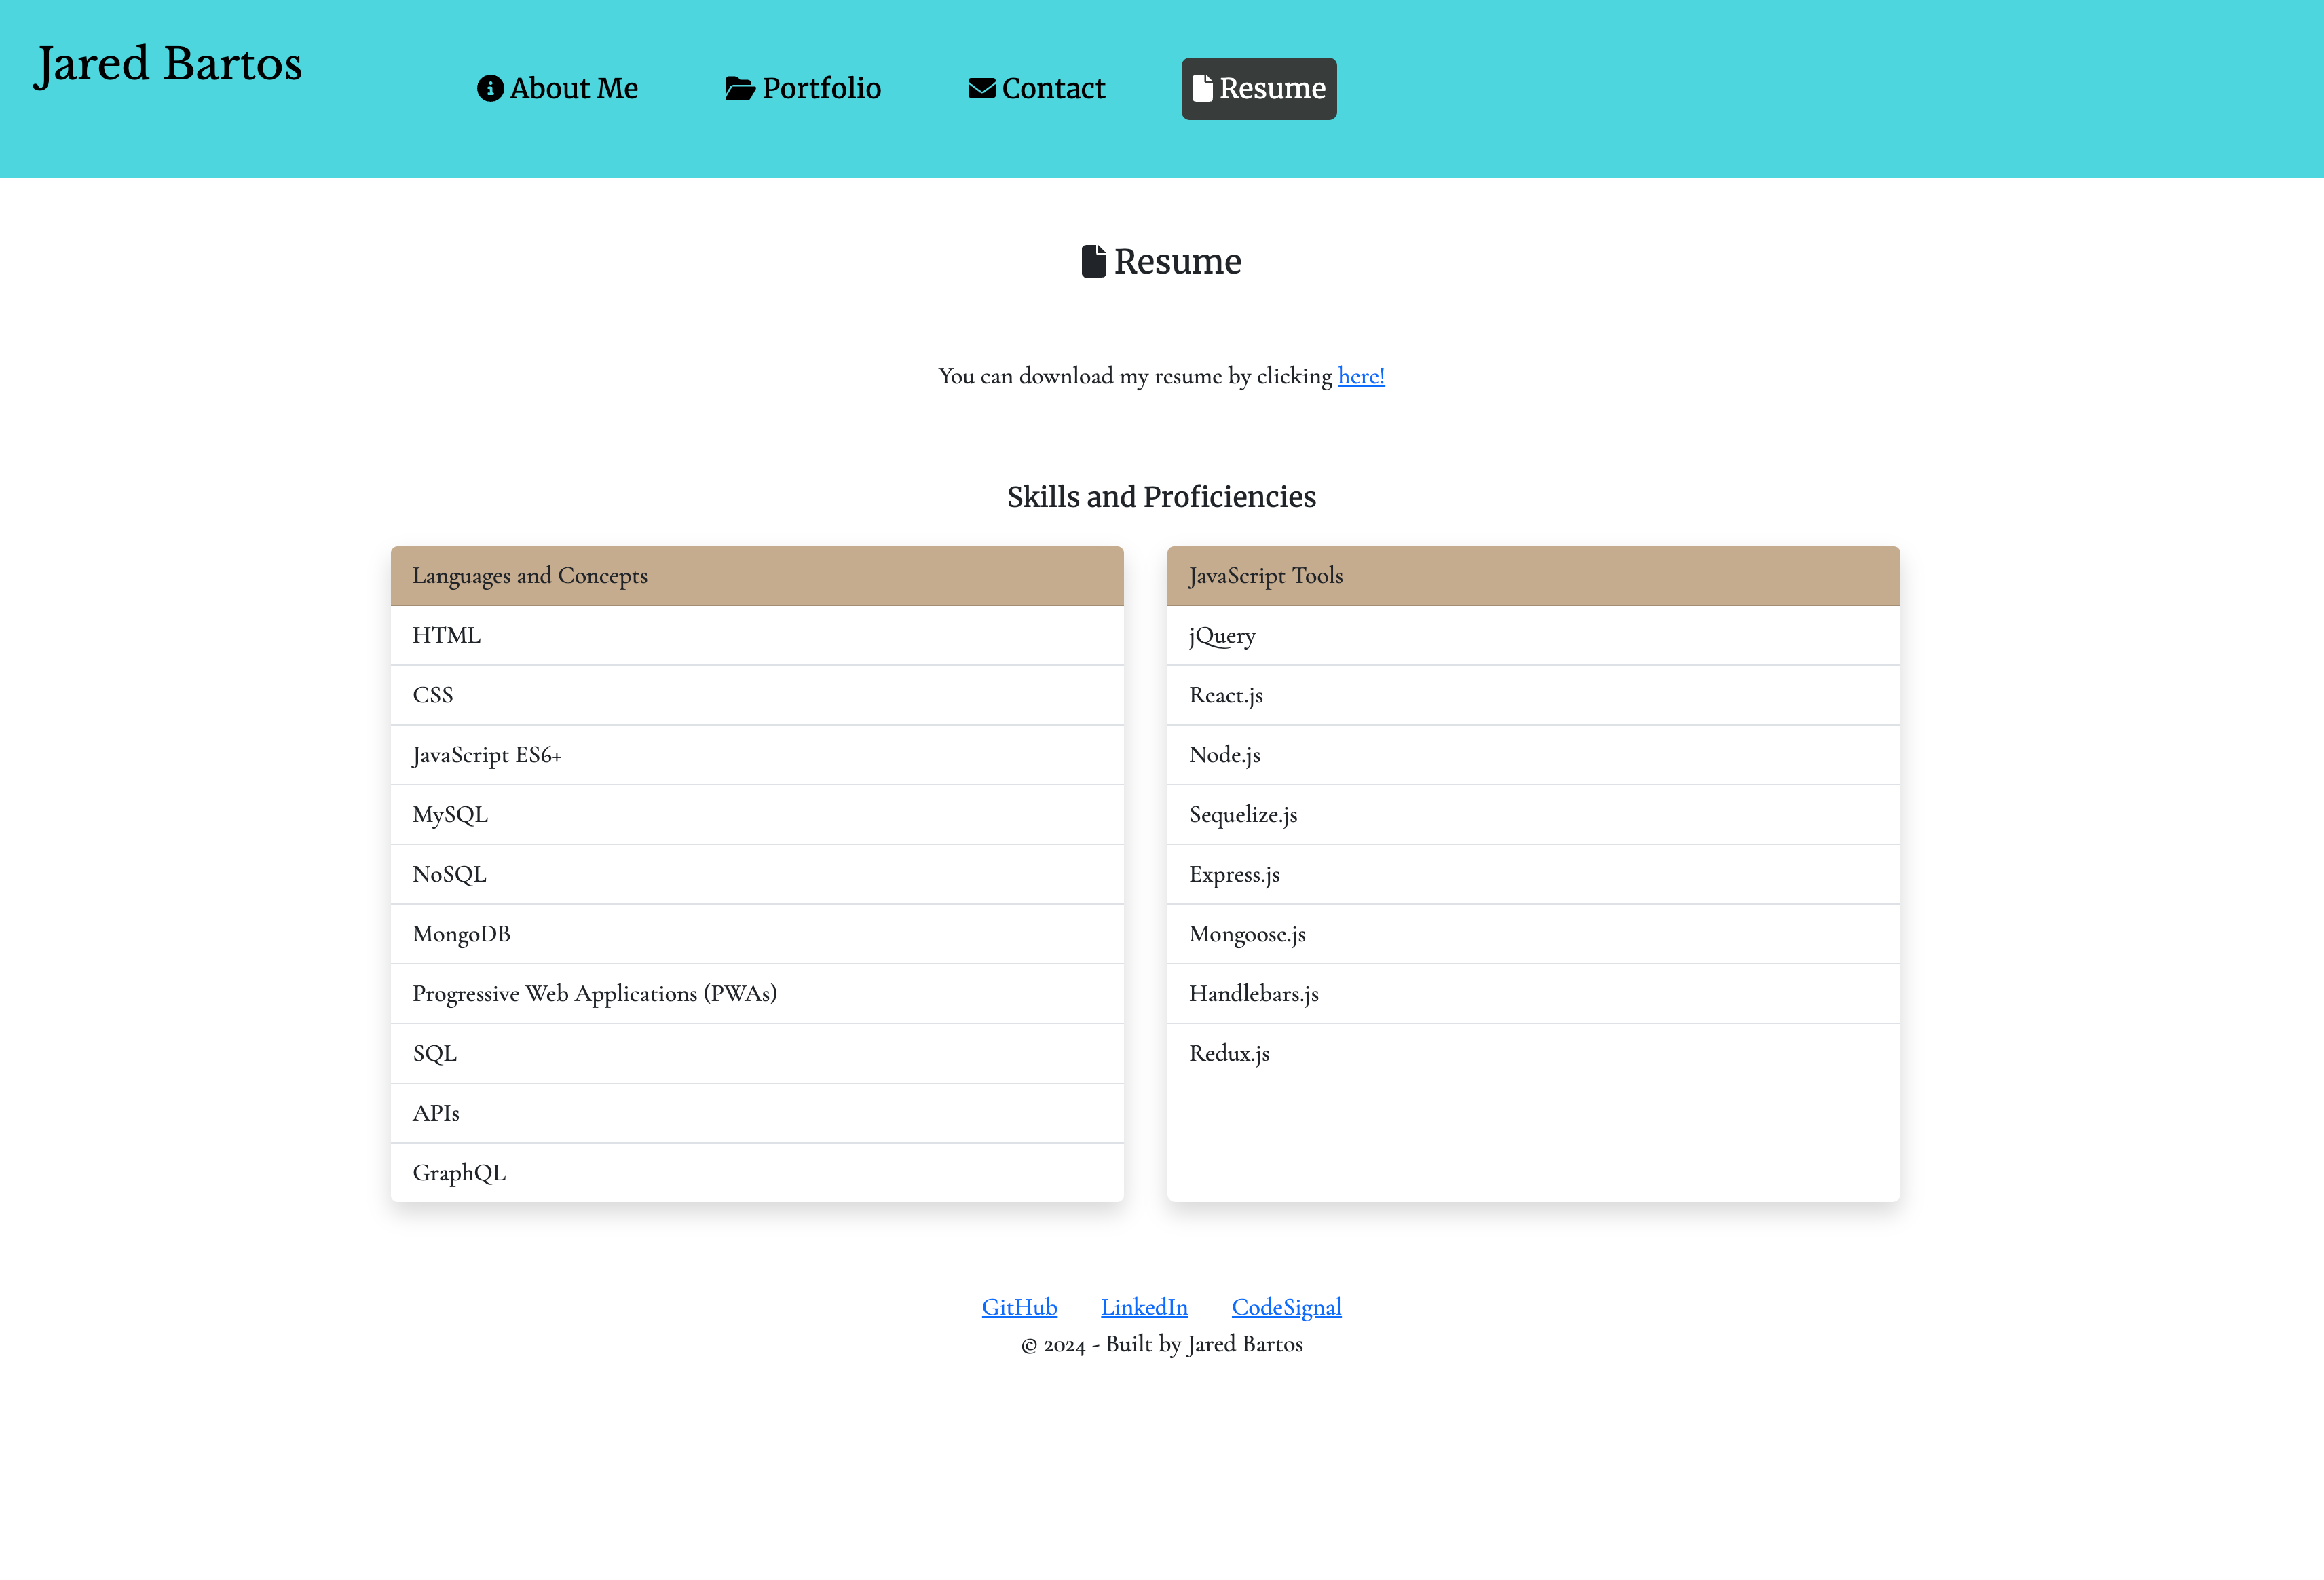 Jared Bartos
About Me
Portfolio
Contact
Resume
Resume
You can download my resume by clicking here!
Skills and Proficiencies
Languages and Concepts
HTML
CSS
JavaScript ES6+
MySQL
NoSQL
MongoDB
Progressive Web Applications (PWAs)
SQL
APIs
GraphQL
JavaScript Tools
jQuery
React.js
Node.js
Sequelize.js
Express.js
Mongoose.js
Handlebars.js
Redux.js
GitHub LinkedIn CodeSignal
© 2024 - Built by Jared Bartos